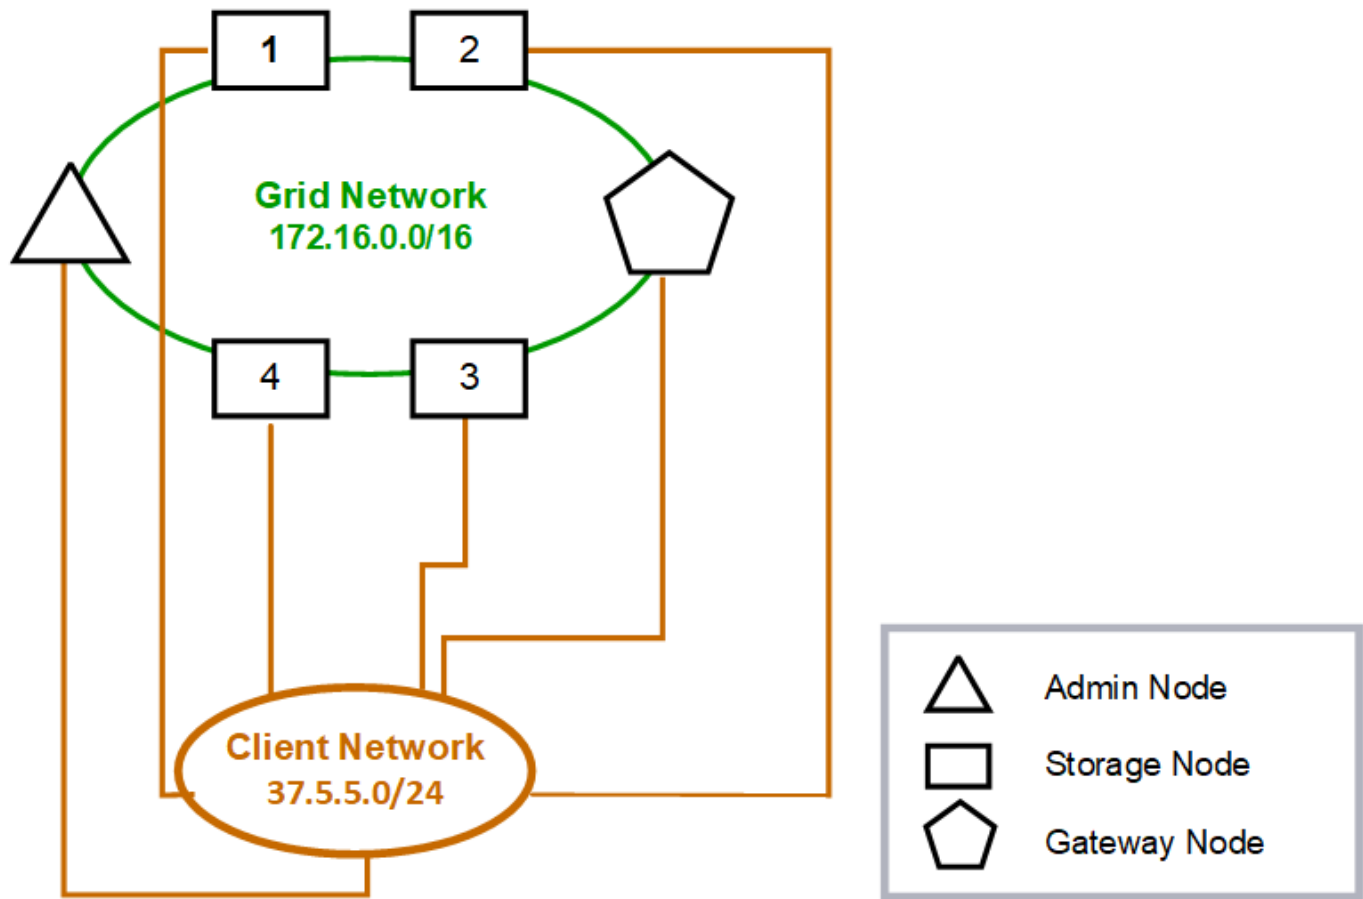 1
2
Grid Network
172.16.0.0/16
4
3
Client Network
37.5.5.0/24
Admin Node
Storage Node
Gateway Node